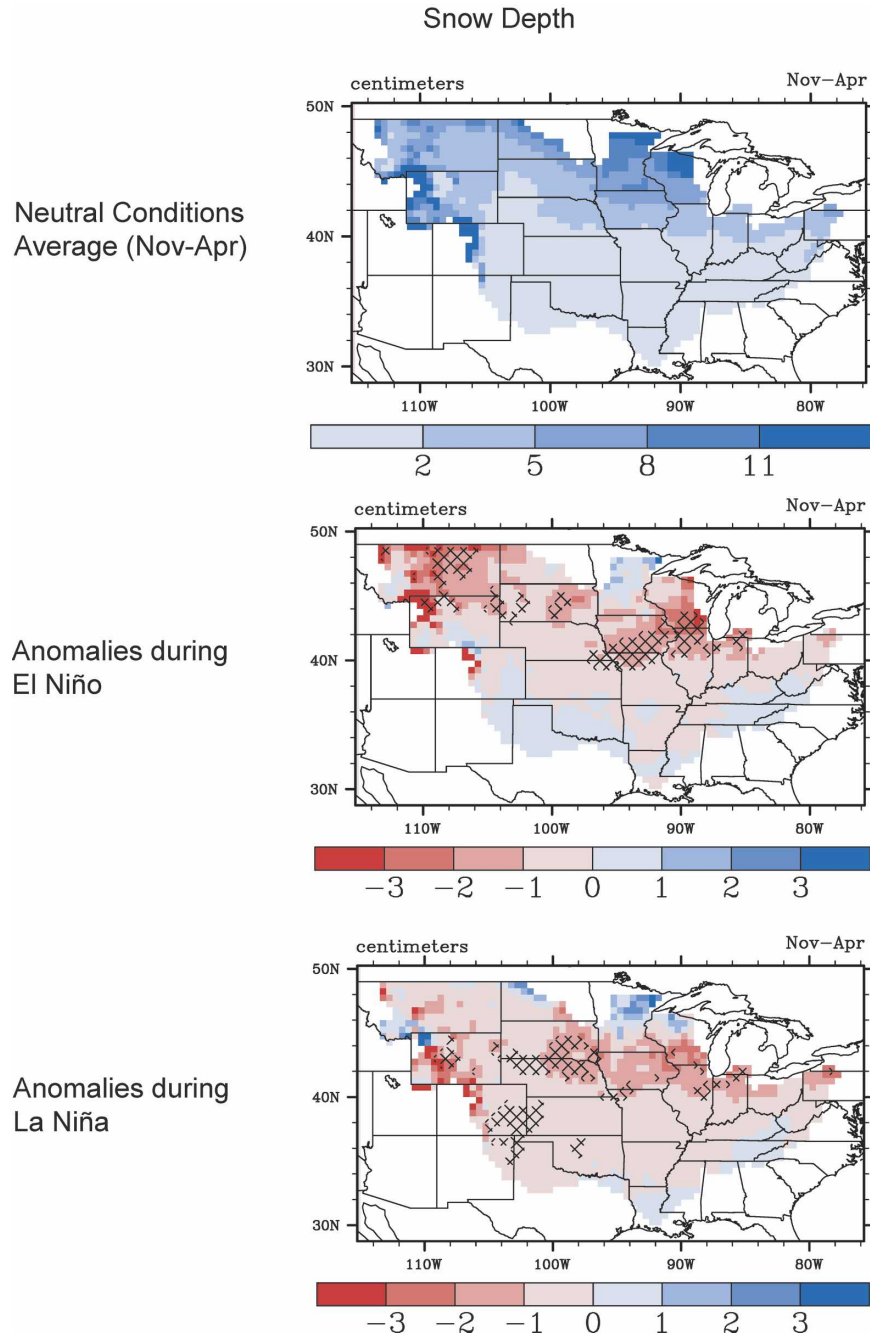 Snow Depth
centimeters Nov-Apr
50N
40N
30N
110W 100W 90W 80W
2 5 8 11
Neutral Conditions
Average (Nov-Apr)
centimeters Nov-Apr
50N
40N
30N
110W 100W 90W 80W
-3 -2 -1 0 1 2 3
Anomalies during
El Niño
centimeters Nov-Apr
50N
40N
30N
110W 100W 90W 80W
-3 -2 -1 0 1 2 3
Anomalies during
La Niña